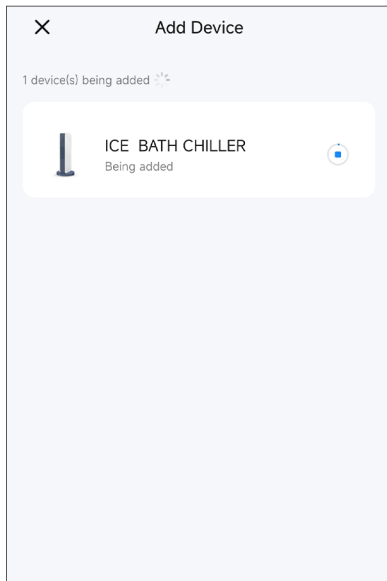 Add Device
1 device(s) being added
ICE BATH CHILLER
Being added